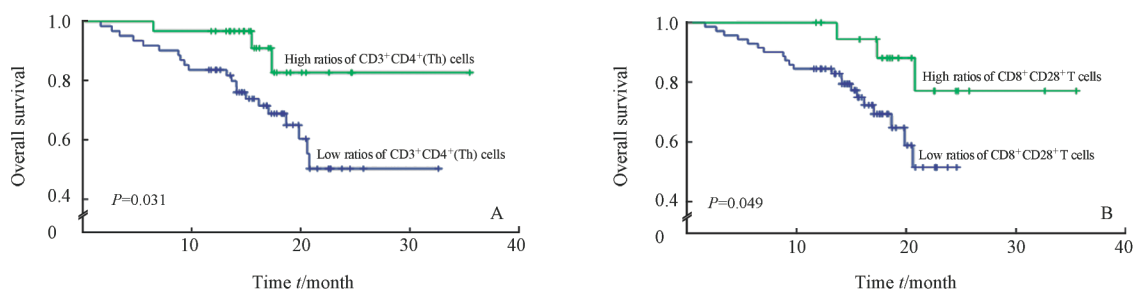 1.0
0.8
0.6
0.4
0
Overall survival
High ratios of CD3⁺CD4⁺(Th) cells
Low ratios of CD3⁺CD4⁺(Th) cells
P=0.031
A
10 20 30 40
Time t/month
1.0
0.8
0.6
0.4
0
Overall survival
High ratios of CD8⁺CD28⁺T cells
Low ratios of CD8⁺CD28⁺T cells
P=0.049
B
10 20 30 40
Time t/month